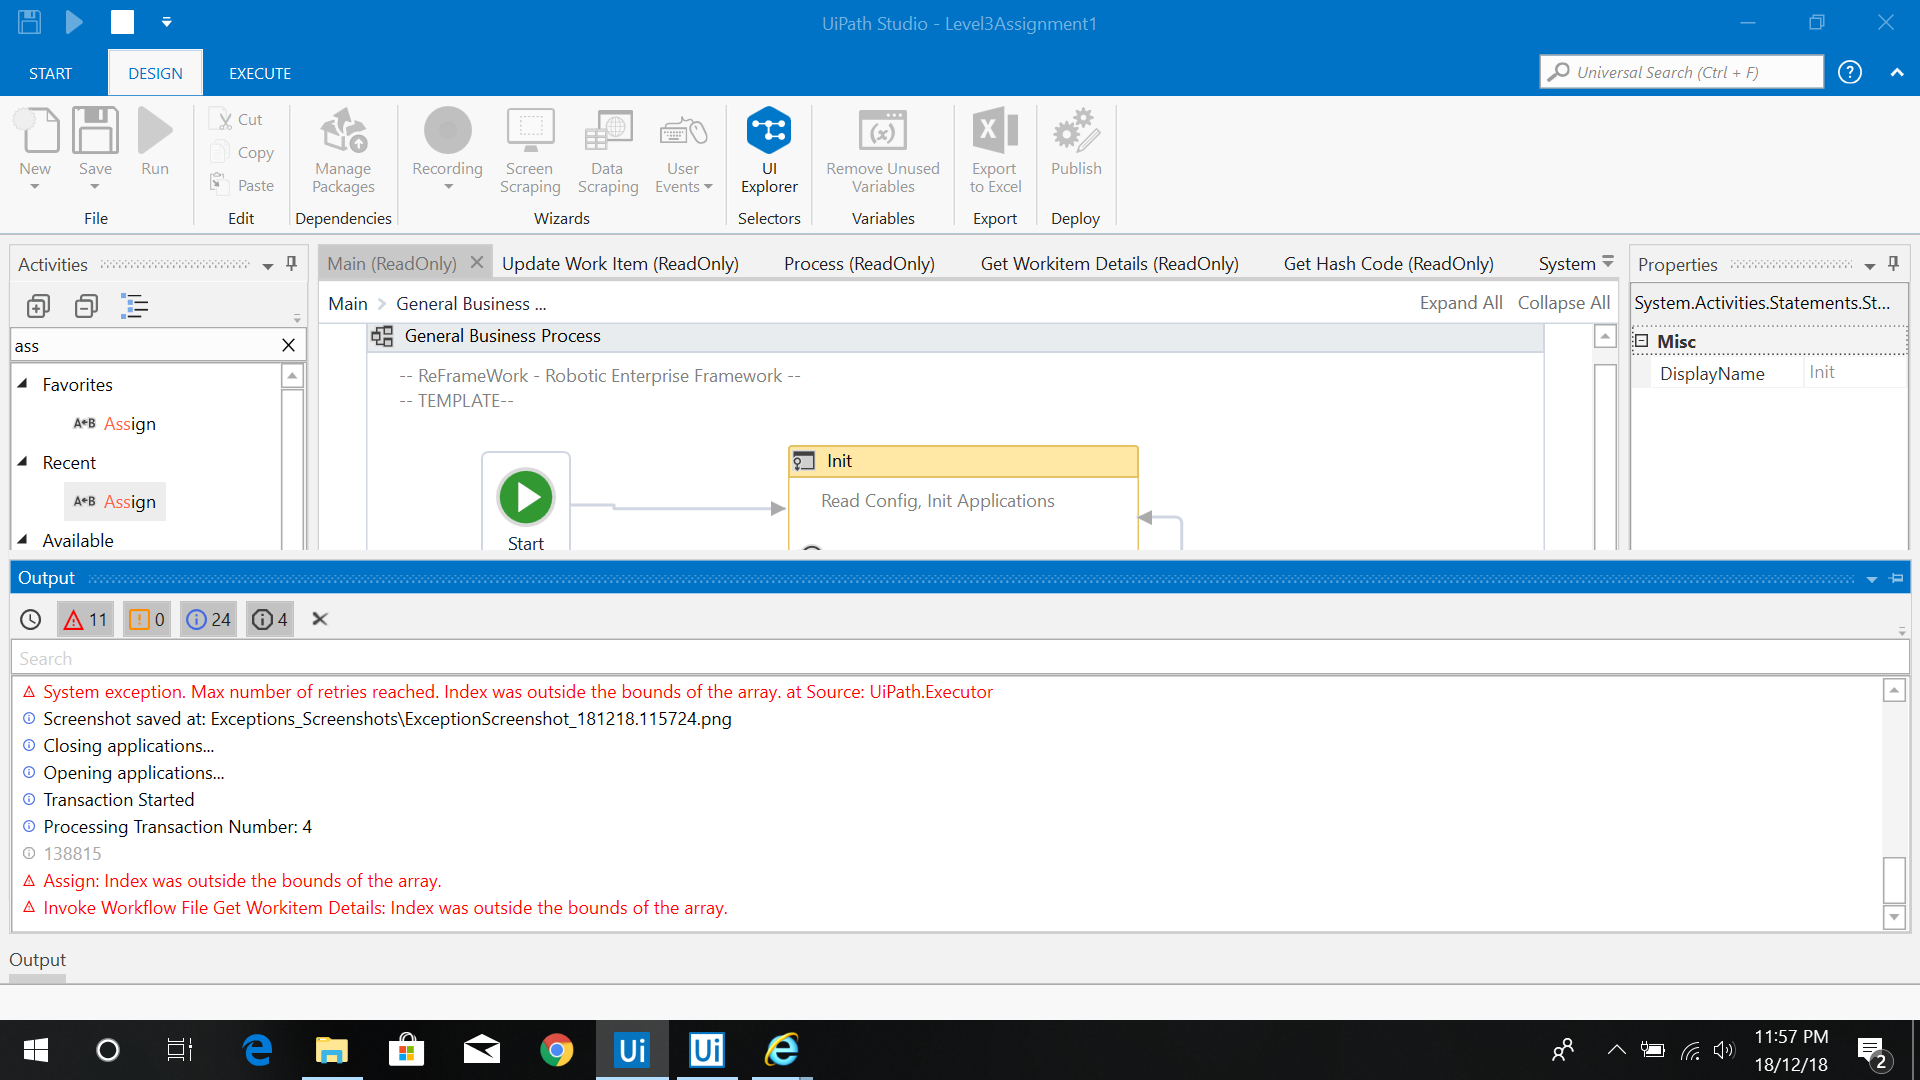 UiPath Studio - Level3Assignment1
START
DESIGN
EXECUTE
Universal Search (Ctrl + F)
?
New
Save
Run
Cut
Copy
Paste
Manage Packages
Recording
Screen Scraping
Data Scraping
User Events
UI Explorer
Remove Unused Variables
Export to Excel
Publish
File
Edit
Dependencies
Wizards
Selectors
Variables
Export
Deploy
Activities
Main (ReadOnly)
Update Work Item (ReadOnly)
Process (ReadOnly)
Get Workitem Details (ReadOnly)
Get Hash Code (ReadOnly)
System
Properties
Main > General Business ...
Expand All
Collapse All
System.Activities.Statements.St...
ass
General Business Process
Misc
-- ReFrameWork - Robotic Enterprise Framework --
-- TEMPLATE--
DisplayName
Init
Favorites
A B Assign
Recent
A B Assign
Available
Init
Read Config, Init Applications
Start
Output
11
0
24
4
Search
System exception. Max number of retries reached. Index was outside the bounds of the array. at Source: UiPath.Executor
Screenshot saved at: Exceptions_Screenshots\ExceptionScreenshot_181218.115724.png
Closing applications...
Opening applications...
Transaction Started
Processing Transaction Number: 4
138815
Assign: Index was outside the bounds of the array.
Invoke Workflow File Get Workitem Details: Index was outside the bounds of the array.
Output
Ui
Ui
11:57 PM
18/12/18
2